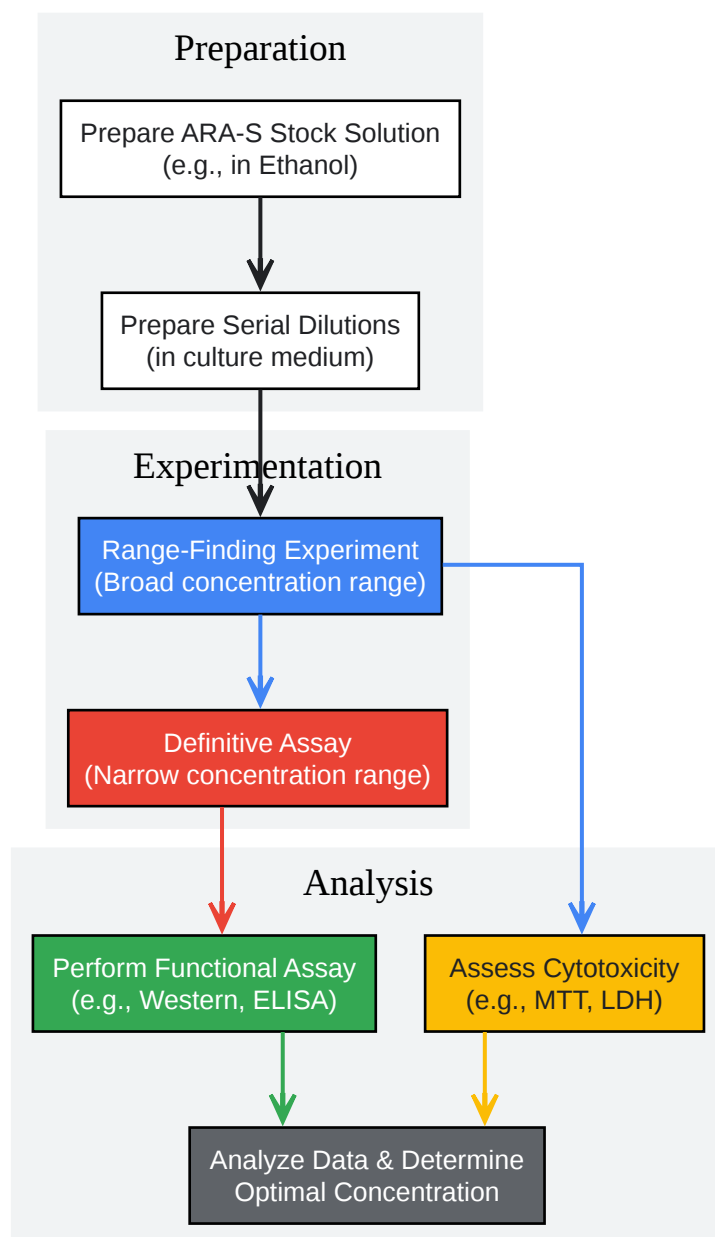 Preparation
Prepare ARA-S Stock Solution
(e.g., in Ethanol)
Prepare Serial Dilutions
(in culture medium)
Experimentation
Range-Finding Experiment
(Broad concentration range)
Definitive Assay
(Narrow concentration range)
Analysis
Perform Functional Assay
(e.g., Western, ELISA)
Assess Cytotoxicity
(e.g., MTT, LDH)
Analyze Data & Determine
Optimal Concentration